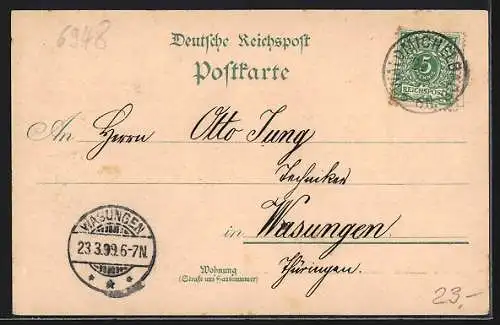 6948
Deutsche Reichspost
Postkarte
5
REICHSPOST
An Herrn Otto Jung
Techniker
in Wasungen
Thüringen.
WASUNGEN
23.3.99.6-7N.
Wohnung
(Straße und Hausnummer)
23,-